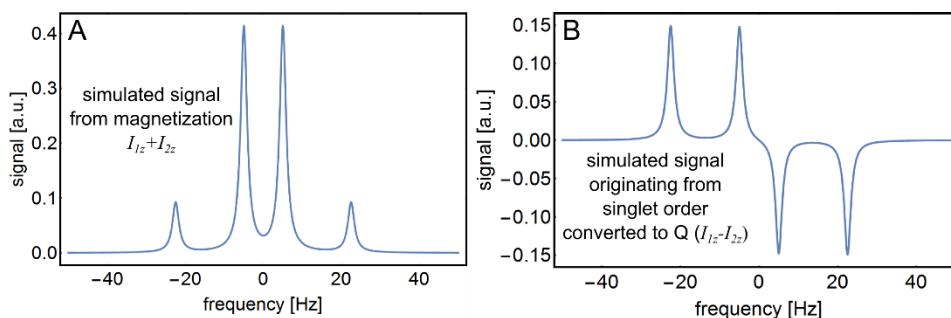 A
0.4
0.3
0.2
0.1
0.0
signal [a.u.]
simulated signal
from magnetization
I1z+I2z
−40 −20 0 20 40
frequency [Hz]
B
0.15
0.10
0.05
0.00
−0.05
−0.10
−0.15
signal [a.u.]
simulated signal
originating from
singlet order
converted to Q (I1z-I2z)
−40 −20 0 20 40
frequency [Hz]